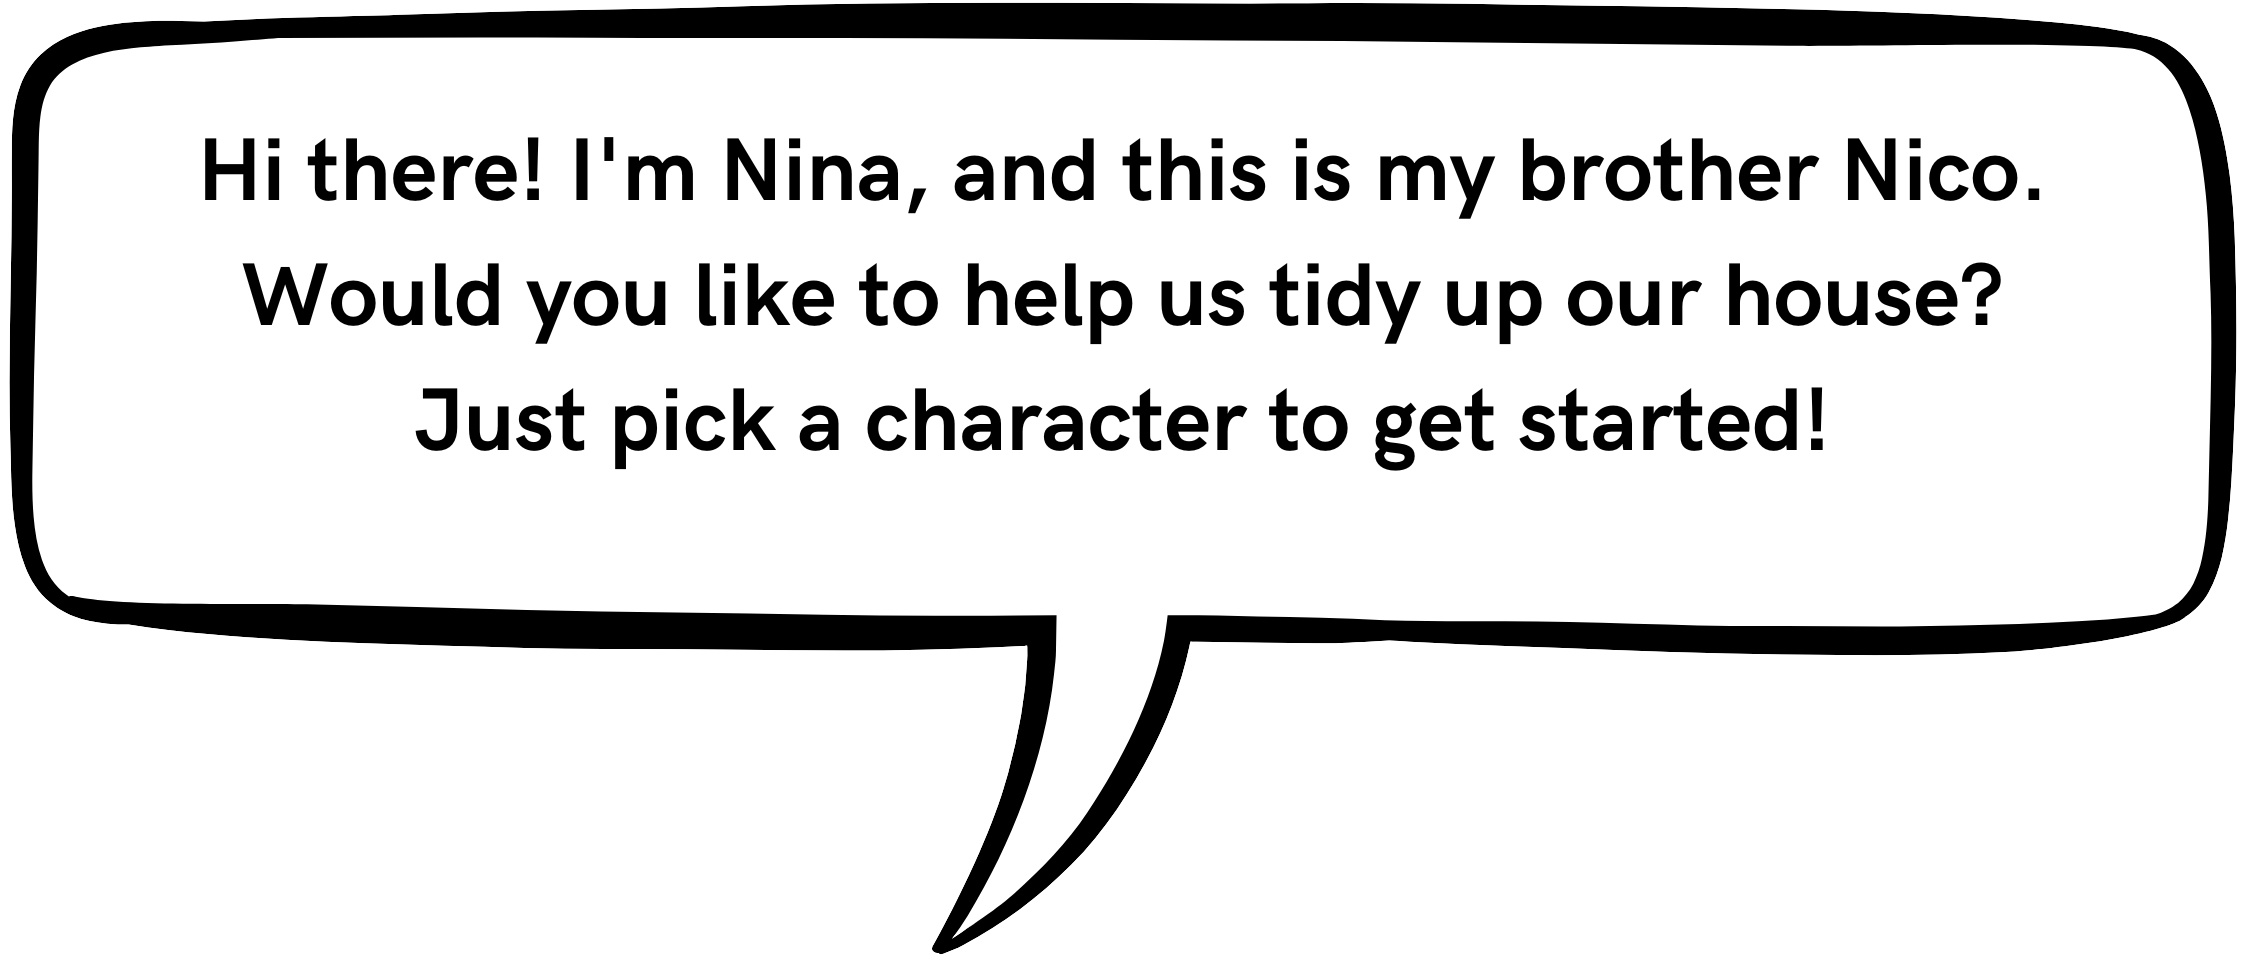 Hi there! I'm Nina, and this is my brother Nico.
Would you like to help us tidy up our house?
Just pick a character to get started!